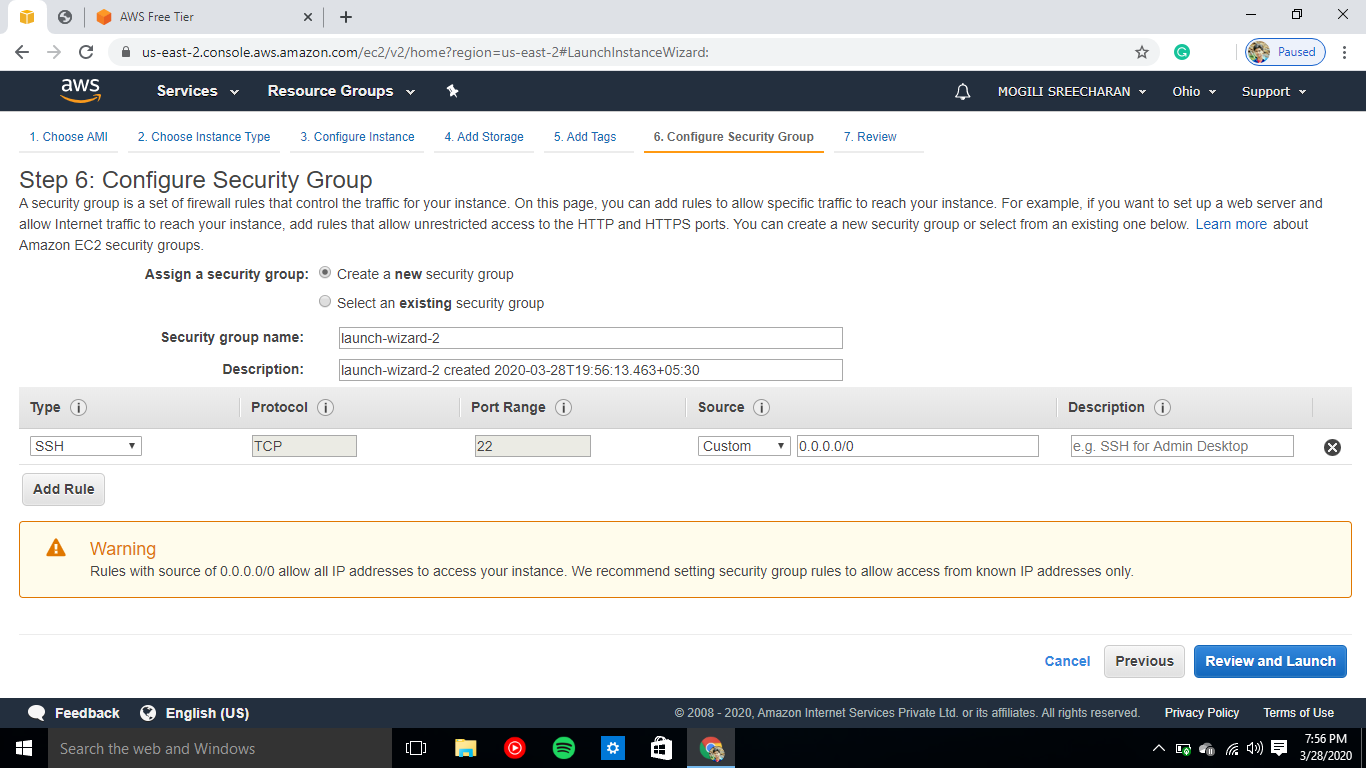 AWS Free Tier
us-east-2.console.aws.amazon.com/ec2/v2/home?region=us-east-2#LaunchInstanceWizard:
Paused
aws
Services
Resource Groups
MOGILI SREECHARAN
Ohio
Support
1. Choose AMI
2. Choose Instance Type
3. Configure Instance
4. Add Storage
5. Add Tags
6. Configure Security Group
7. Review
Step 6: Configure Security Group
A security group is a set of firewall rules that control the traffic for your instance. On this page, you can add rules to allow specific traffic to reach your instance. For example, if you want to set up a web server and
allow Internet traffic to reach your instance, add rules that allow unrestricted access to the HTTP and HTTPS ports. You can create a new security group or select from an existing one below. Learn more about
Amazon EC2 security groups.
Assign a security group: Create a new security group
Select an existing security group
Security group name: launch-wizard-2
Description: launch-wizard-2 created 2020-03-28T19:56:13.463+05:30
Type Protocol Port Range Source Description
SSH TCP 22 Custom 0.0.0.0/0 e.g. SSH for Admin Desktop
Add Rule
Warning
Rules with source of 0.0.0.0/0 allow all IP addresses to access your instance. We recommend setting security group rules to allow access from known IP addresses only.
Cancel Previous Review and Launch
Feedback English (US) © 2008 - 2020, Amazon Internet Services Private Ltd. or its affiliates. All rights reserved. Privacy Policy Terms of Use
Search the web and Windows
7:56 PM
3/28/2020